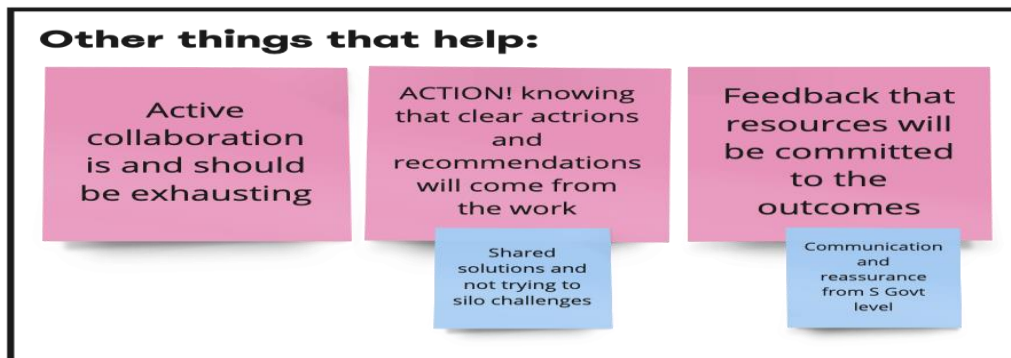 Other things that help:
Active
collaboration
is and should
be exhausting
ACTION! knowing
that clear actrions
and
recommendations
will come from
the work
Feedback that
resources will
be committed
to the
outcomes
Shared
solutions and
not trying to
silo challenges
Communication
and
reassurance
from S Govt
level